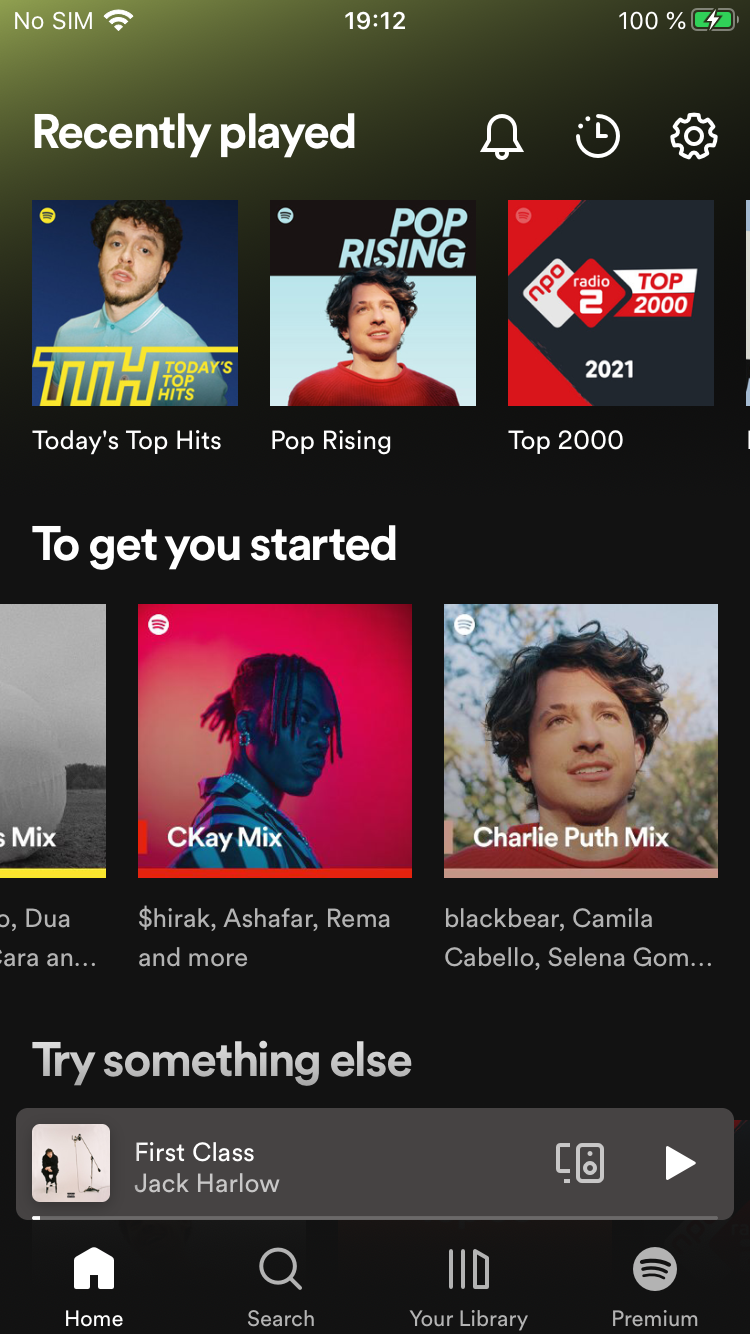 No SIM 19:12 100 %
Recently played
POP
RISING
TTH TODAY'S
TOP
HITS
npo radio 2 TOP
2000
2021
Today's Top Hits Pop Rising Top 2000
To get you started
s Mix CKay Mix Charlie Puth Mix
o, Dua
Cara an...
$hirak, Ashafar, Rema
and more
blackbear, Camila
Cabello, Selena Gom...
Try something else
First Class
Jack Harlow
Home Search Your Library Premium